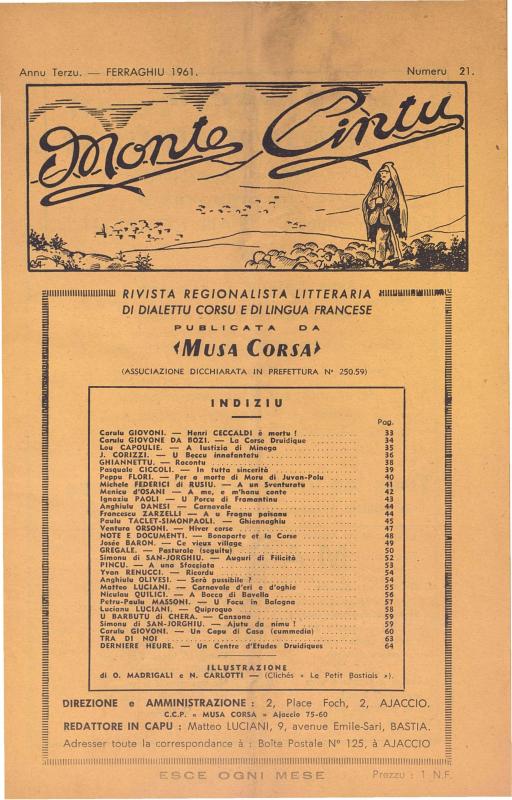 Annu Terzu. — FERRAGHIU 1961. Numeru 21.
Monte Cintu
RIVISTA REGIONALISTA LITTERARIA
DI DIALETTU CORSU E DI LINGUA FRANCESE
PUBLICATA DA
«MUSA CORSA»
(ASSUCIAZIONE DICCHIARATA IN PREFETTURA N° 250.59)
INDIZIU
Pag.
Carulu GIOVONI. — Henri CECCALDI è mortu ! 33
Carulu GIOVONE DA BOZI. — La Corse Druidique 34
Lou CAPOULIE. — A Iustizia di Minega 35
J. CORIZZI. — U Beccu innafantatu 36
GHIANNETTU. — Racontu 38
Pasquale CICCOLI. — In tutta sincerità 39
Peppu FLORI. — Per a morte di Moru di Juvan-Polu 40
Michele FEDERICI di RUSIU. — A un Sventuratu 41
Menicu d'OSANI — A me, e m'hanu conte 42
Ignaziu PAOLI — U Porcu di Framantinu 43
Anghiulu DANESI — Carnavale 44
Francescu ZARZELLI — A u Frognu paisanu 44
Paulu TACLET-SIMONPAOLI. — Ghiennaghiu 45
Ventura ORSONI. — Hiver corse 47
NOTE E DOCUMENTI. — Bonaparte et la Corse 48
Josée BARON. — Ce vieux village 49
GREGALE. — Pasturale (seguitu) 50
Simonu di SAN-JORGHIU. — Auguri di Filicità 52
PINCU. — A una Sfacciata 53
Yvan RENUCCI. — Ricordu 54
Anghiulu OLIVESI. — Serà pussibile ? 54
Matteo LUCIANI. — Carnavale d'eri e d'oghie 55
Niculau QUILICI. — A Bocca di Bavella 56
Petru-Paulu MASSONI. — U Focu in Balagna 57
Lucianu LUCIANI. — Quiproquo 58
U BARBUTU di CHERA. — Canzona 59
Simonu di SAN-JORGHIU. — Ajutu da nimu ! 59
Carulu GIOVONI. — Un Capu di Casa (cummedia) 60
TRA DI NOI 63
DERNIERE HEURE. — Un Centre d'Etudes Druidiques 64
ILLUSTRAZIONE
di O. MADRIGALI e N. CARLOTTI — (Clichés « Le Petit Bastiais »).
DIREZIONE e AMMINISTRAZIONE : 2, Place Foch, 2, AJACCIO.
C.C.P. « MUSA CORSA » Ajaccio 75-60
REDATTORE IN CAPU : Matteo LUCIANI, 9, avenue Emile-Sari, BASTIA.
Adresser toute la correspondance à : Boîte Postale N° 125, à AJACCIO
ESCE OGNI MESE Prezzu : 1 N.F.